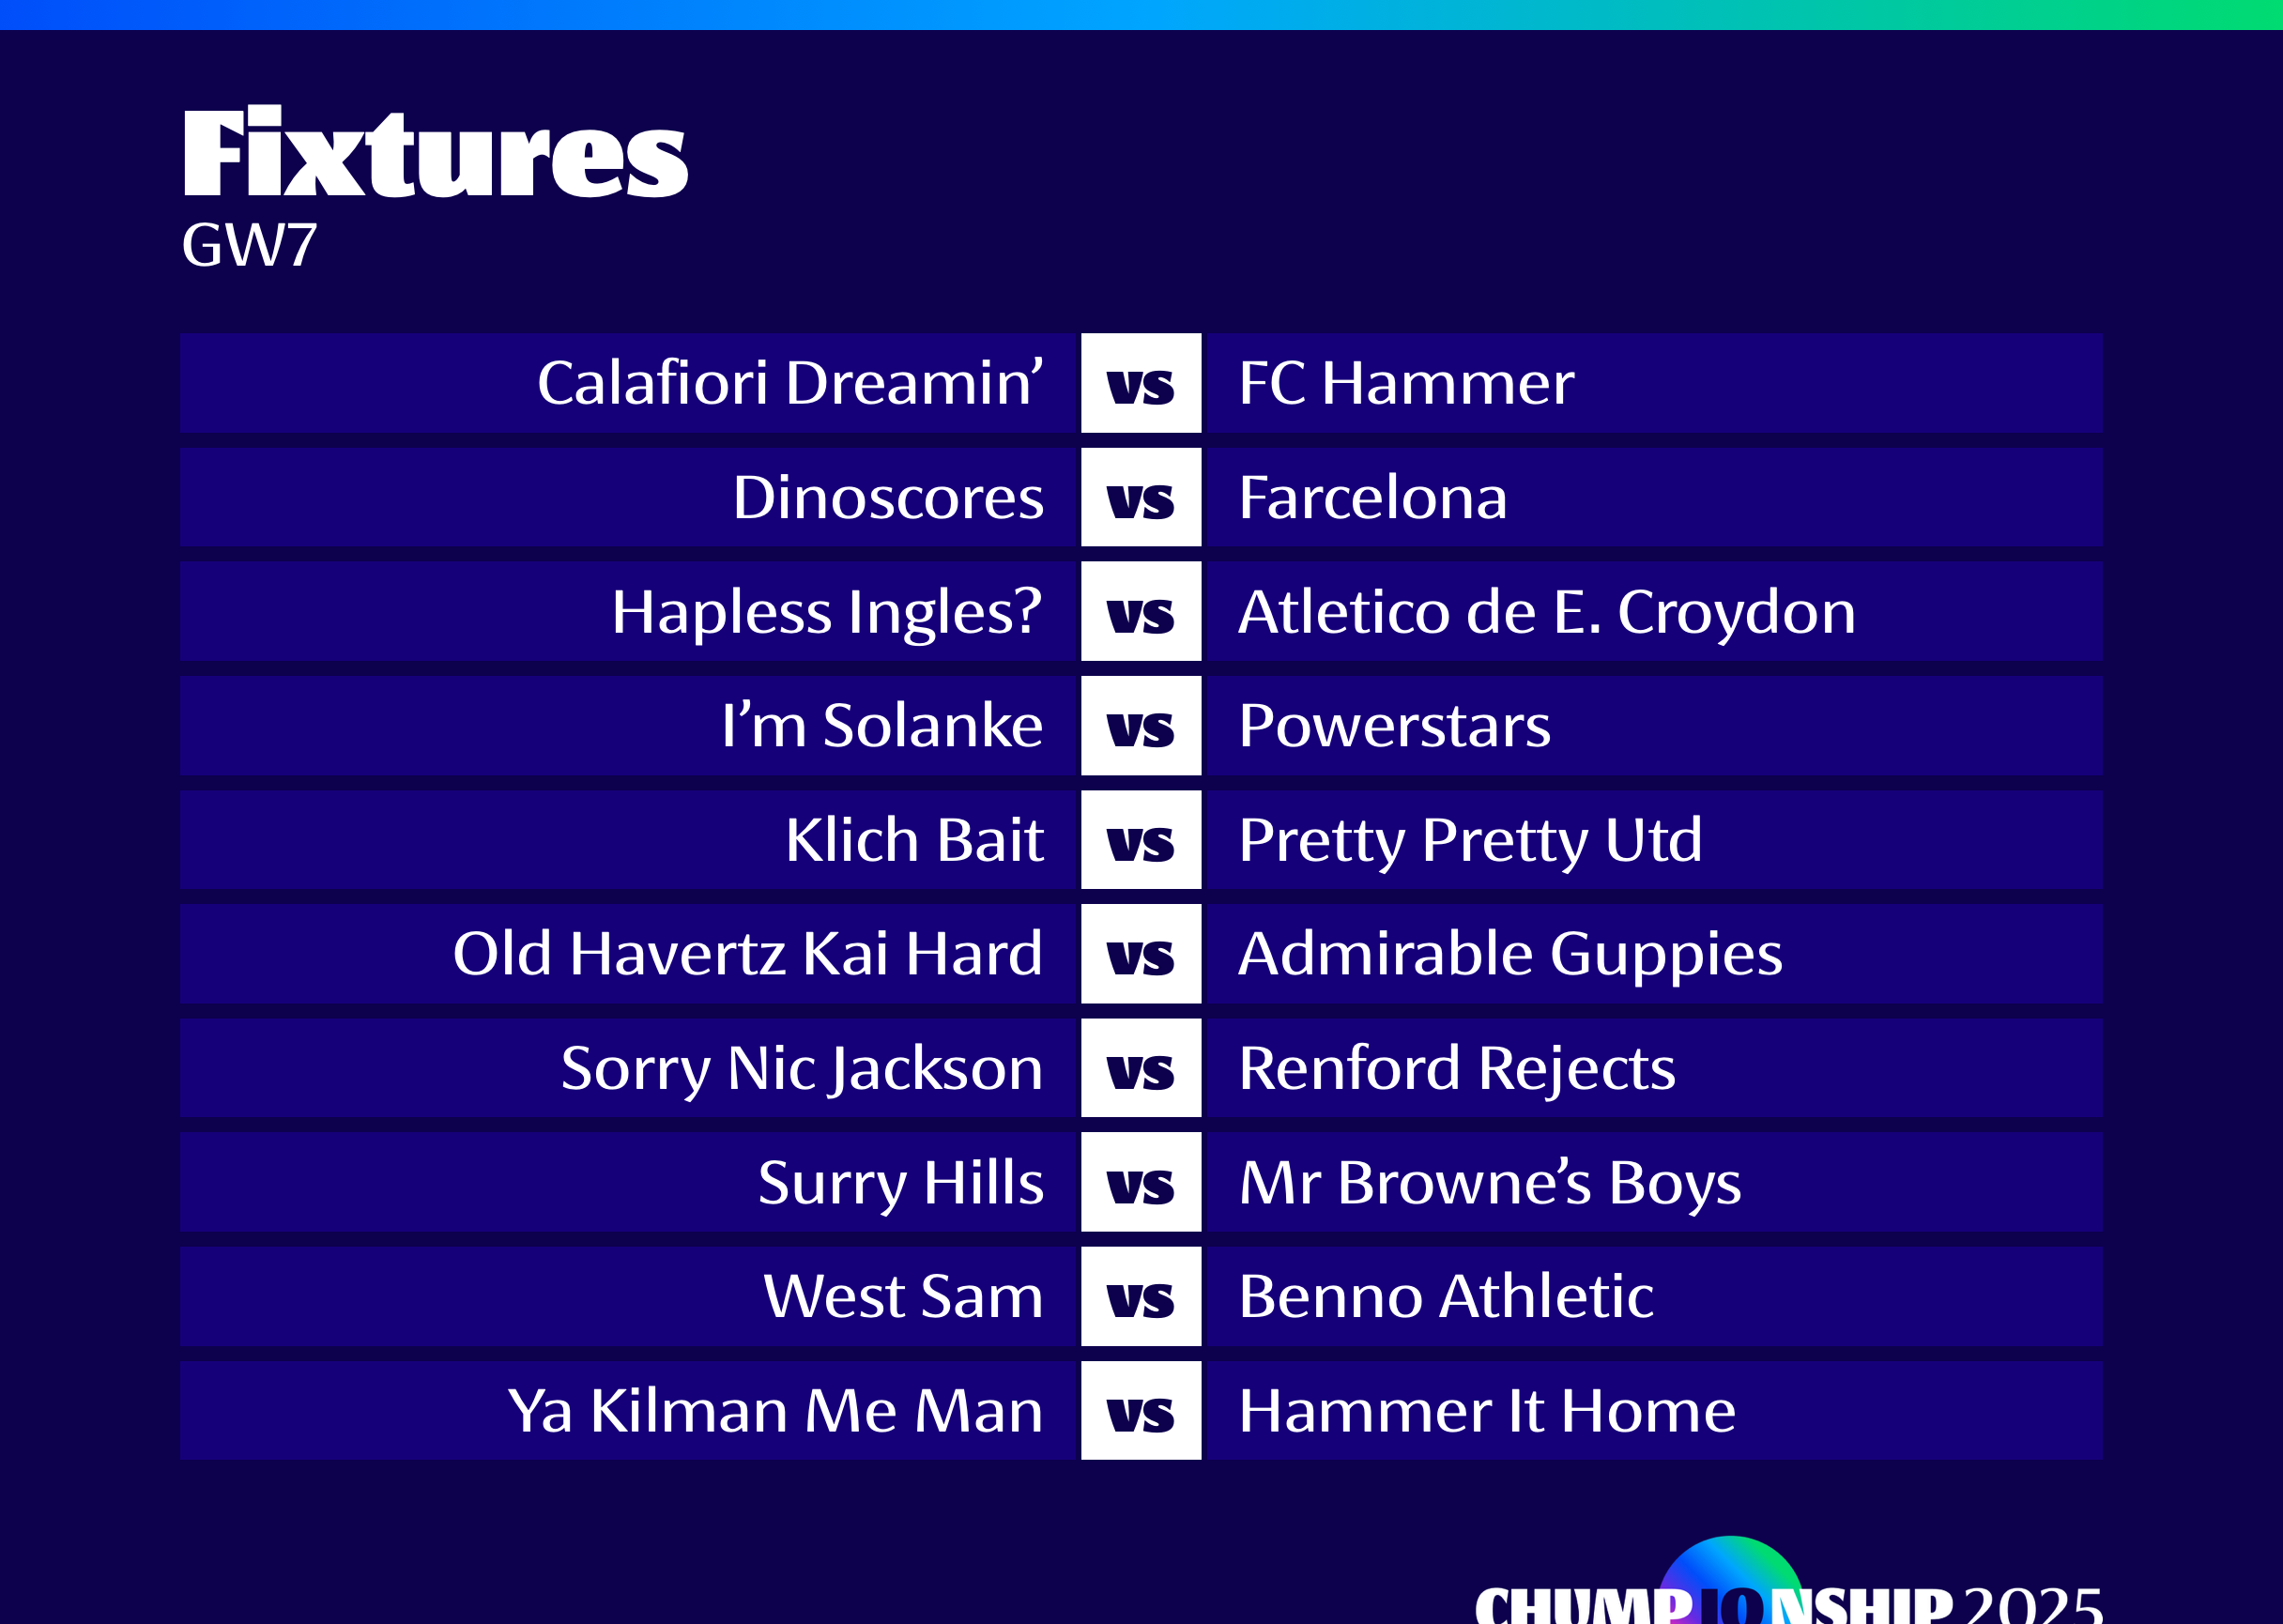 Fixtures
GW7
Calafiori Dreamin’ vs FC Hammer
Dinoscores vs Farcelona
Hapless Ingles? vs Atletico de E. Croydon
I’m Solanke vs Powerstars
Klich Bait vs Pretty Pretty Utd
Old Havertz Kai Hard vs Admirable Guppies
Sorry Nic Jackson vs Renford Rejects
Surry Hills vs Mr Browne’s Boys
West Sam vs Benno Athletic
Ya Kilman Me Man vs Hammer It Home
CHUMPIONSHIP 2025